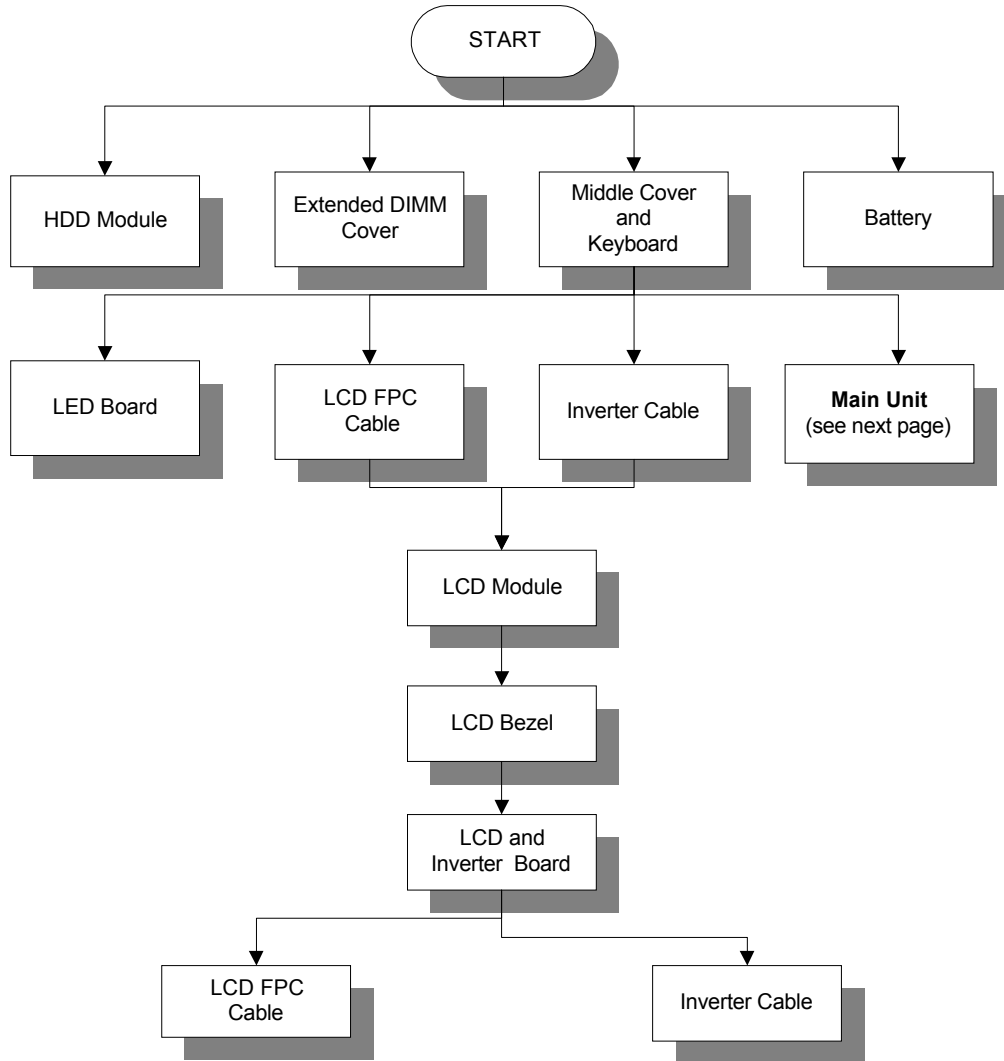 START
HDD Module
Extended DIMM
Cover
Middle Cover
and
Keyboard
Battery
LED Board
LCD FPC
Cable
Inverter Cable
Main Unit
(see next page)
LCD Module
LCD Bezel
LCD and
Inverter Board
LCD FPC
Cable
Inverter Cable